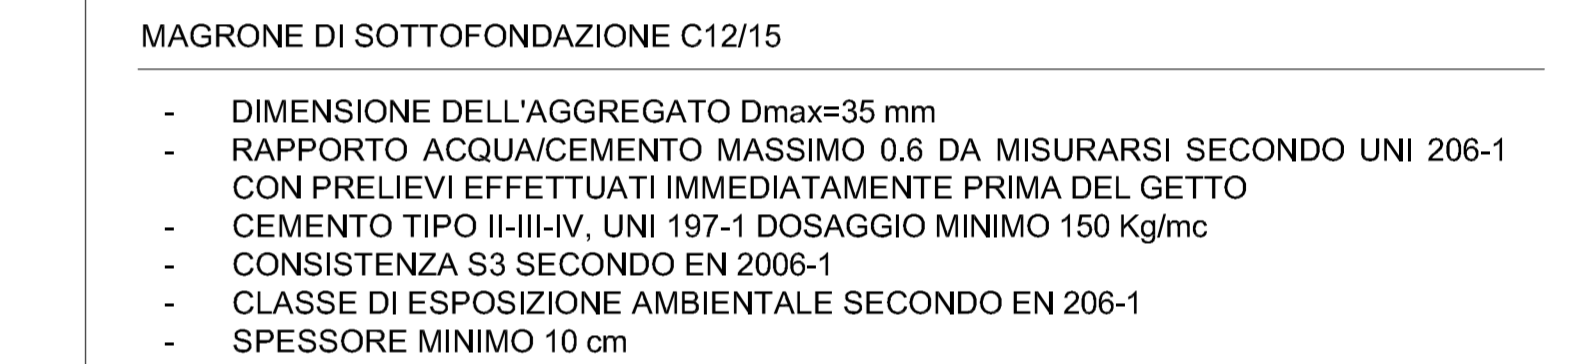 MAGRONE DI SOTTOFONDAZIONE C12/15
- DIMENSIONE DELL'AGGREGATO Dmax=35 mm
- RAPPORTO ACQUA/CEMENTO MASSIMO 0.6 DA MISURARSI SECONDO UNI 206-1
CON PRELIEVI EFFETTUATI IMMEDIATAMENTE PRIMA DEL GETTO
- CEMENTO TIPO II-III-IV, UNI 197-1 DOSAGGIO MINIMO 150 Kg/mc
- CONSISTENZA S3 SECONDO EN 2006-1
- CLASSE DI ESPOSIZIONE AMBIENTALE SECONDO EN 206-1
- SPESSORE MINIMO 10 cm